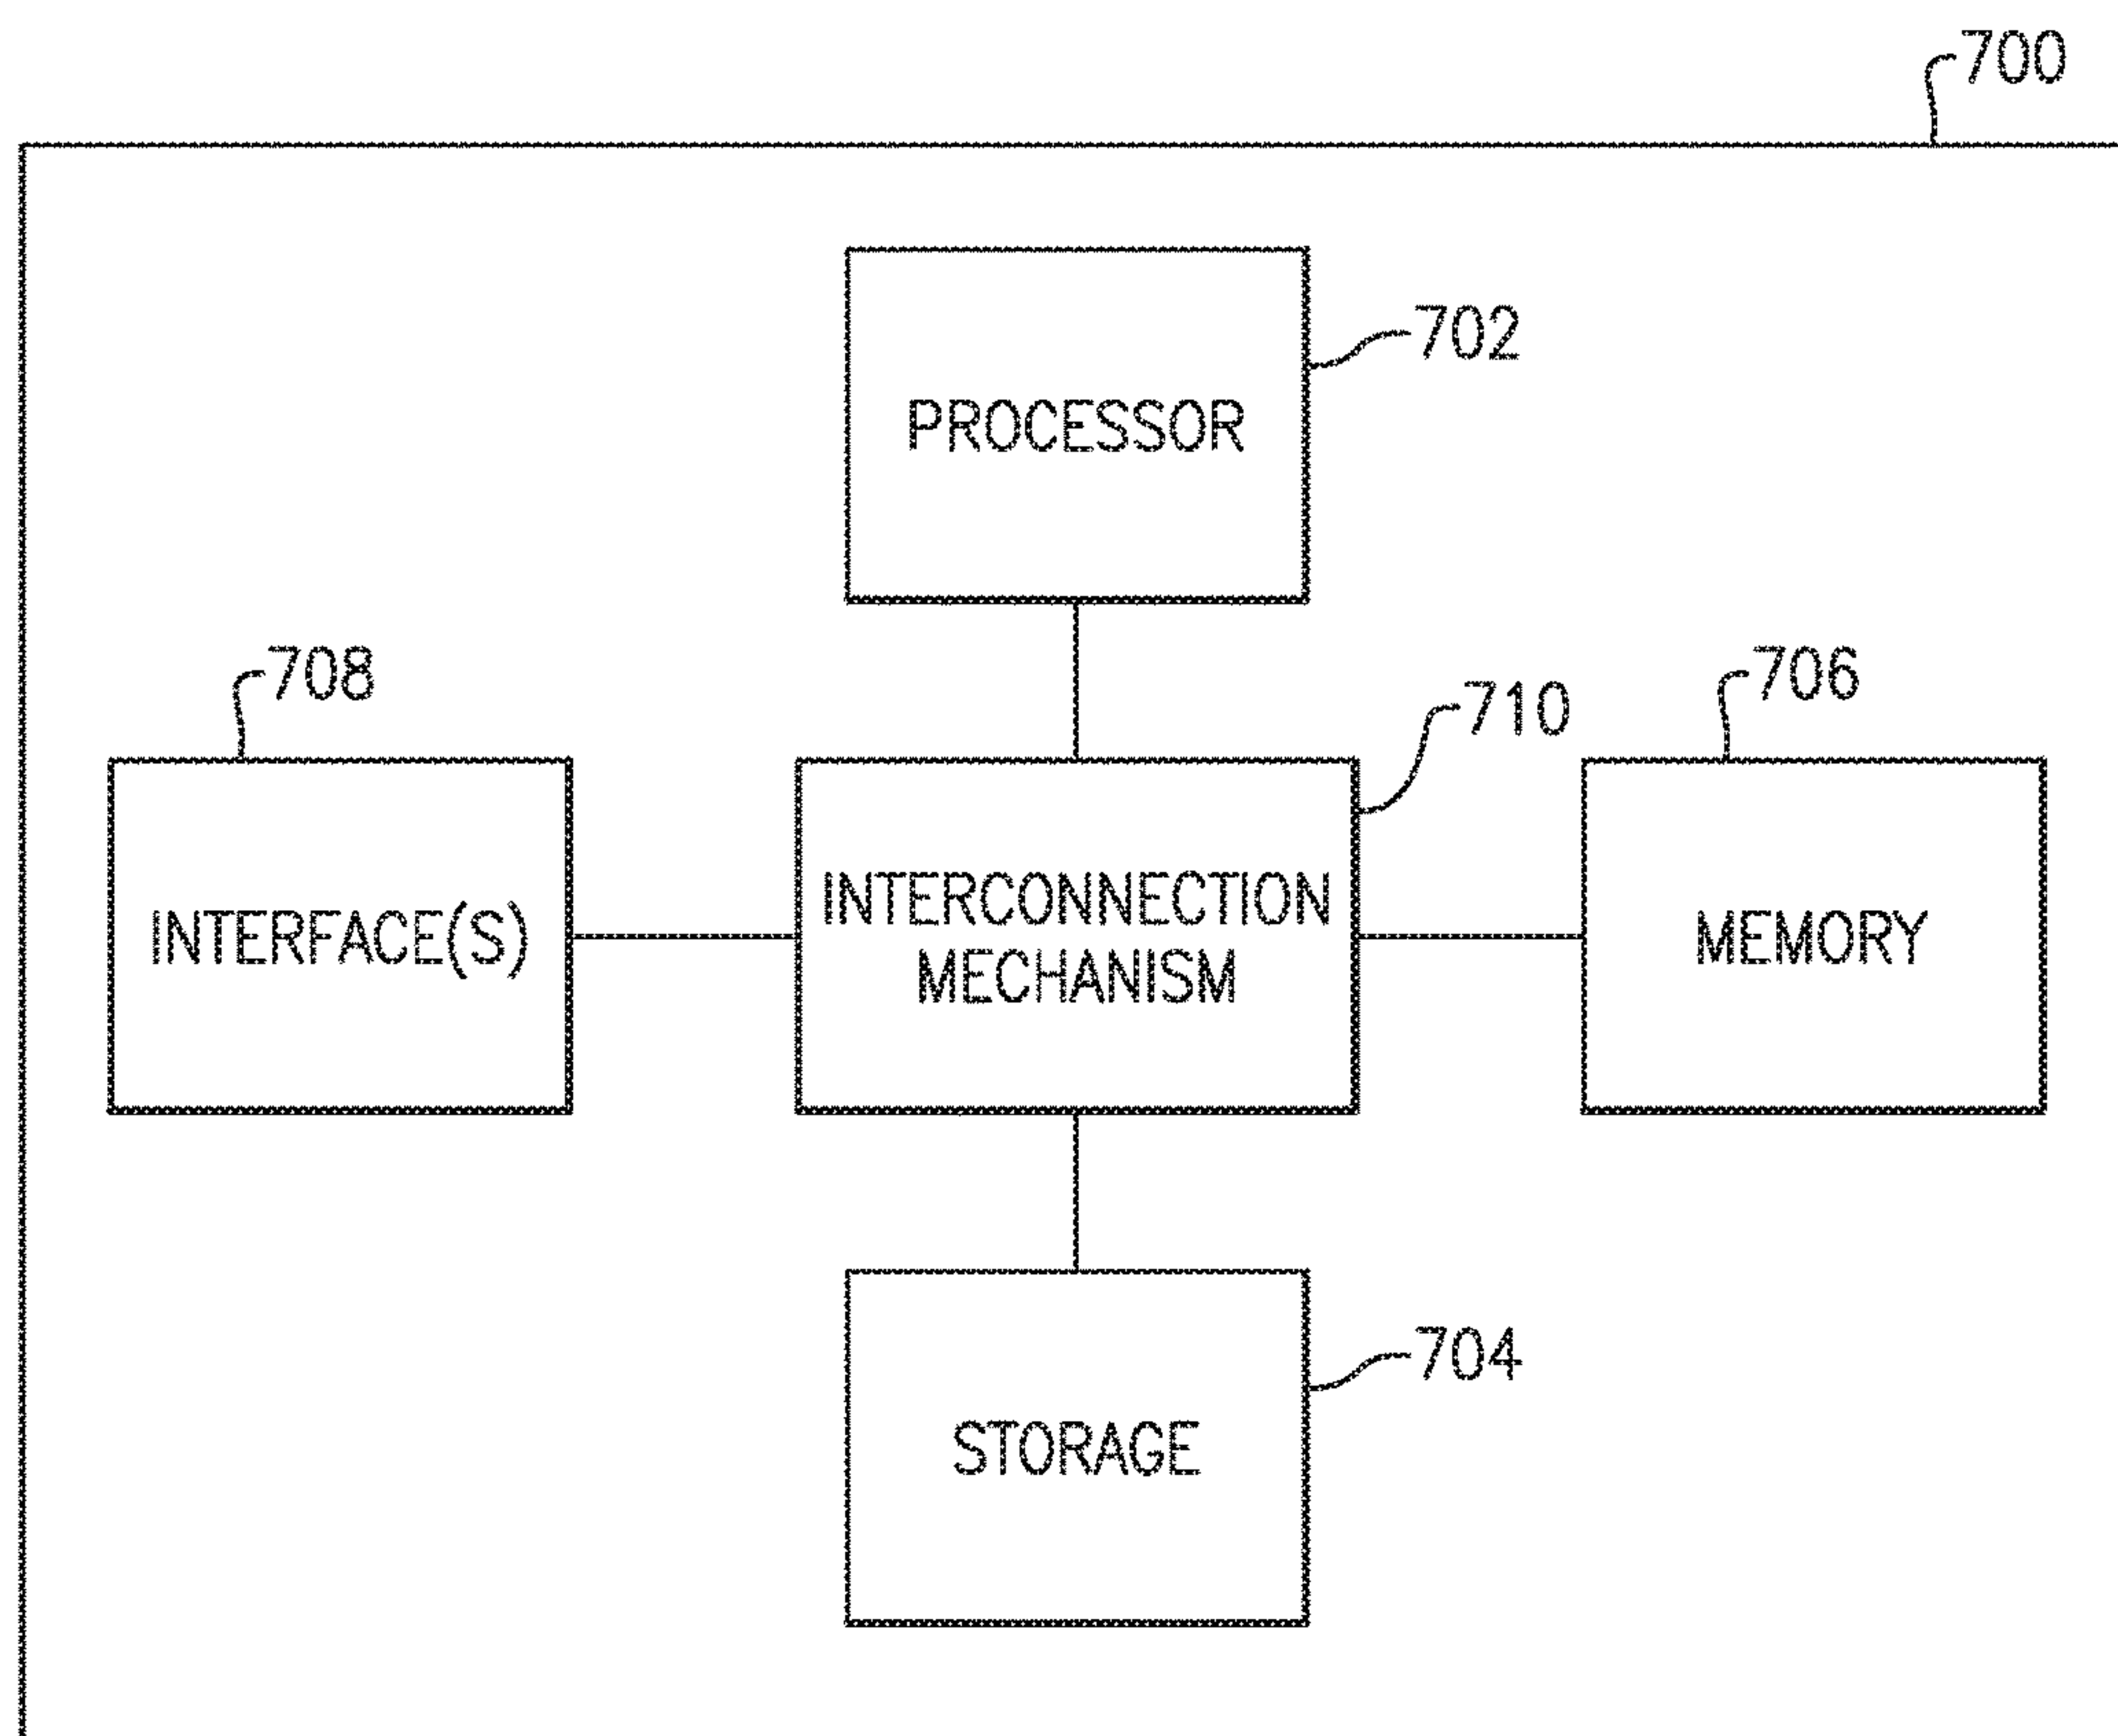 700
PROCESSOR
702
708
710
706
INTERFACE(S)
INTERCONNECTION
MECHANISM
MEMORY
STORAGE
704